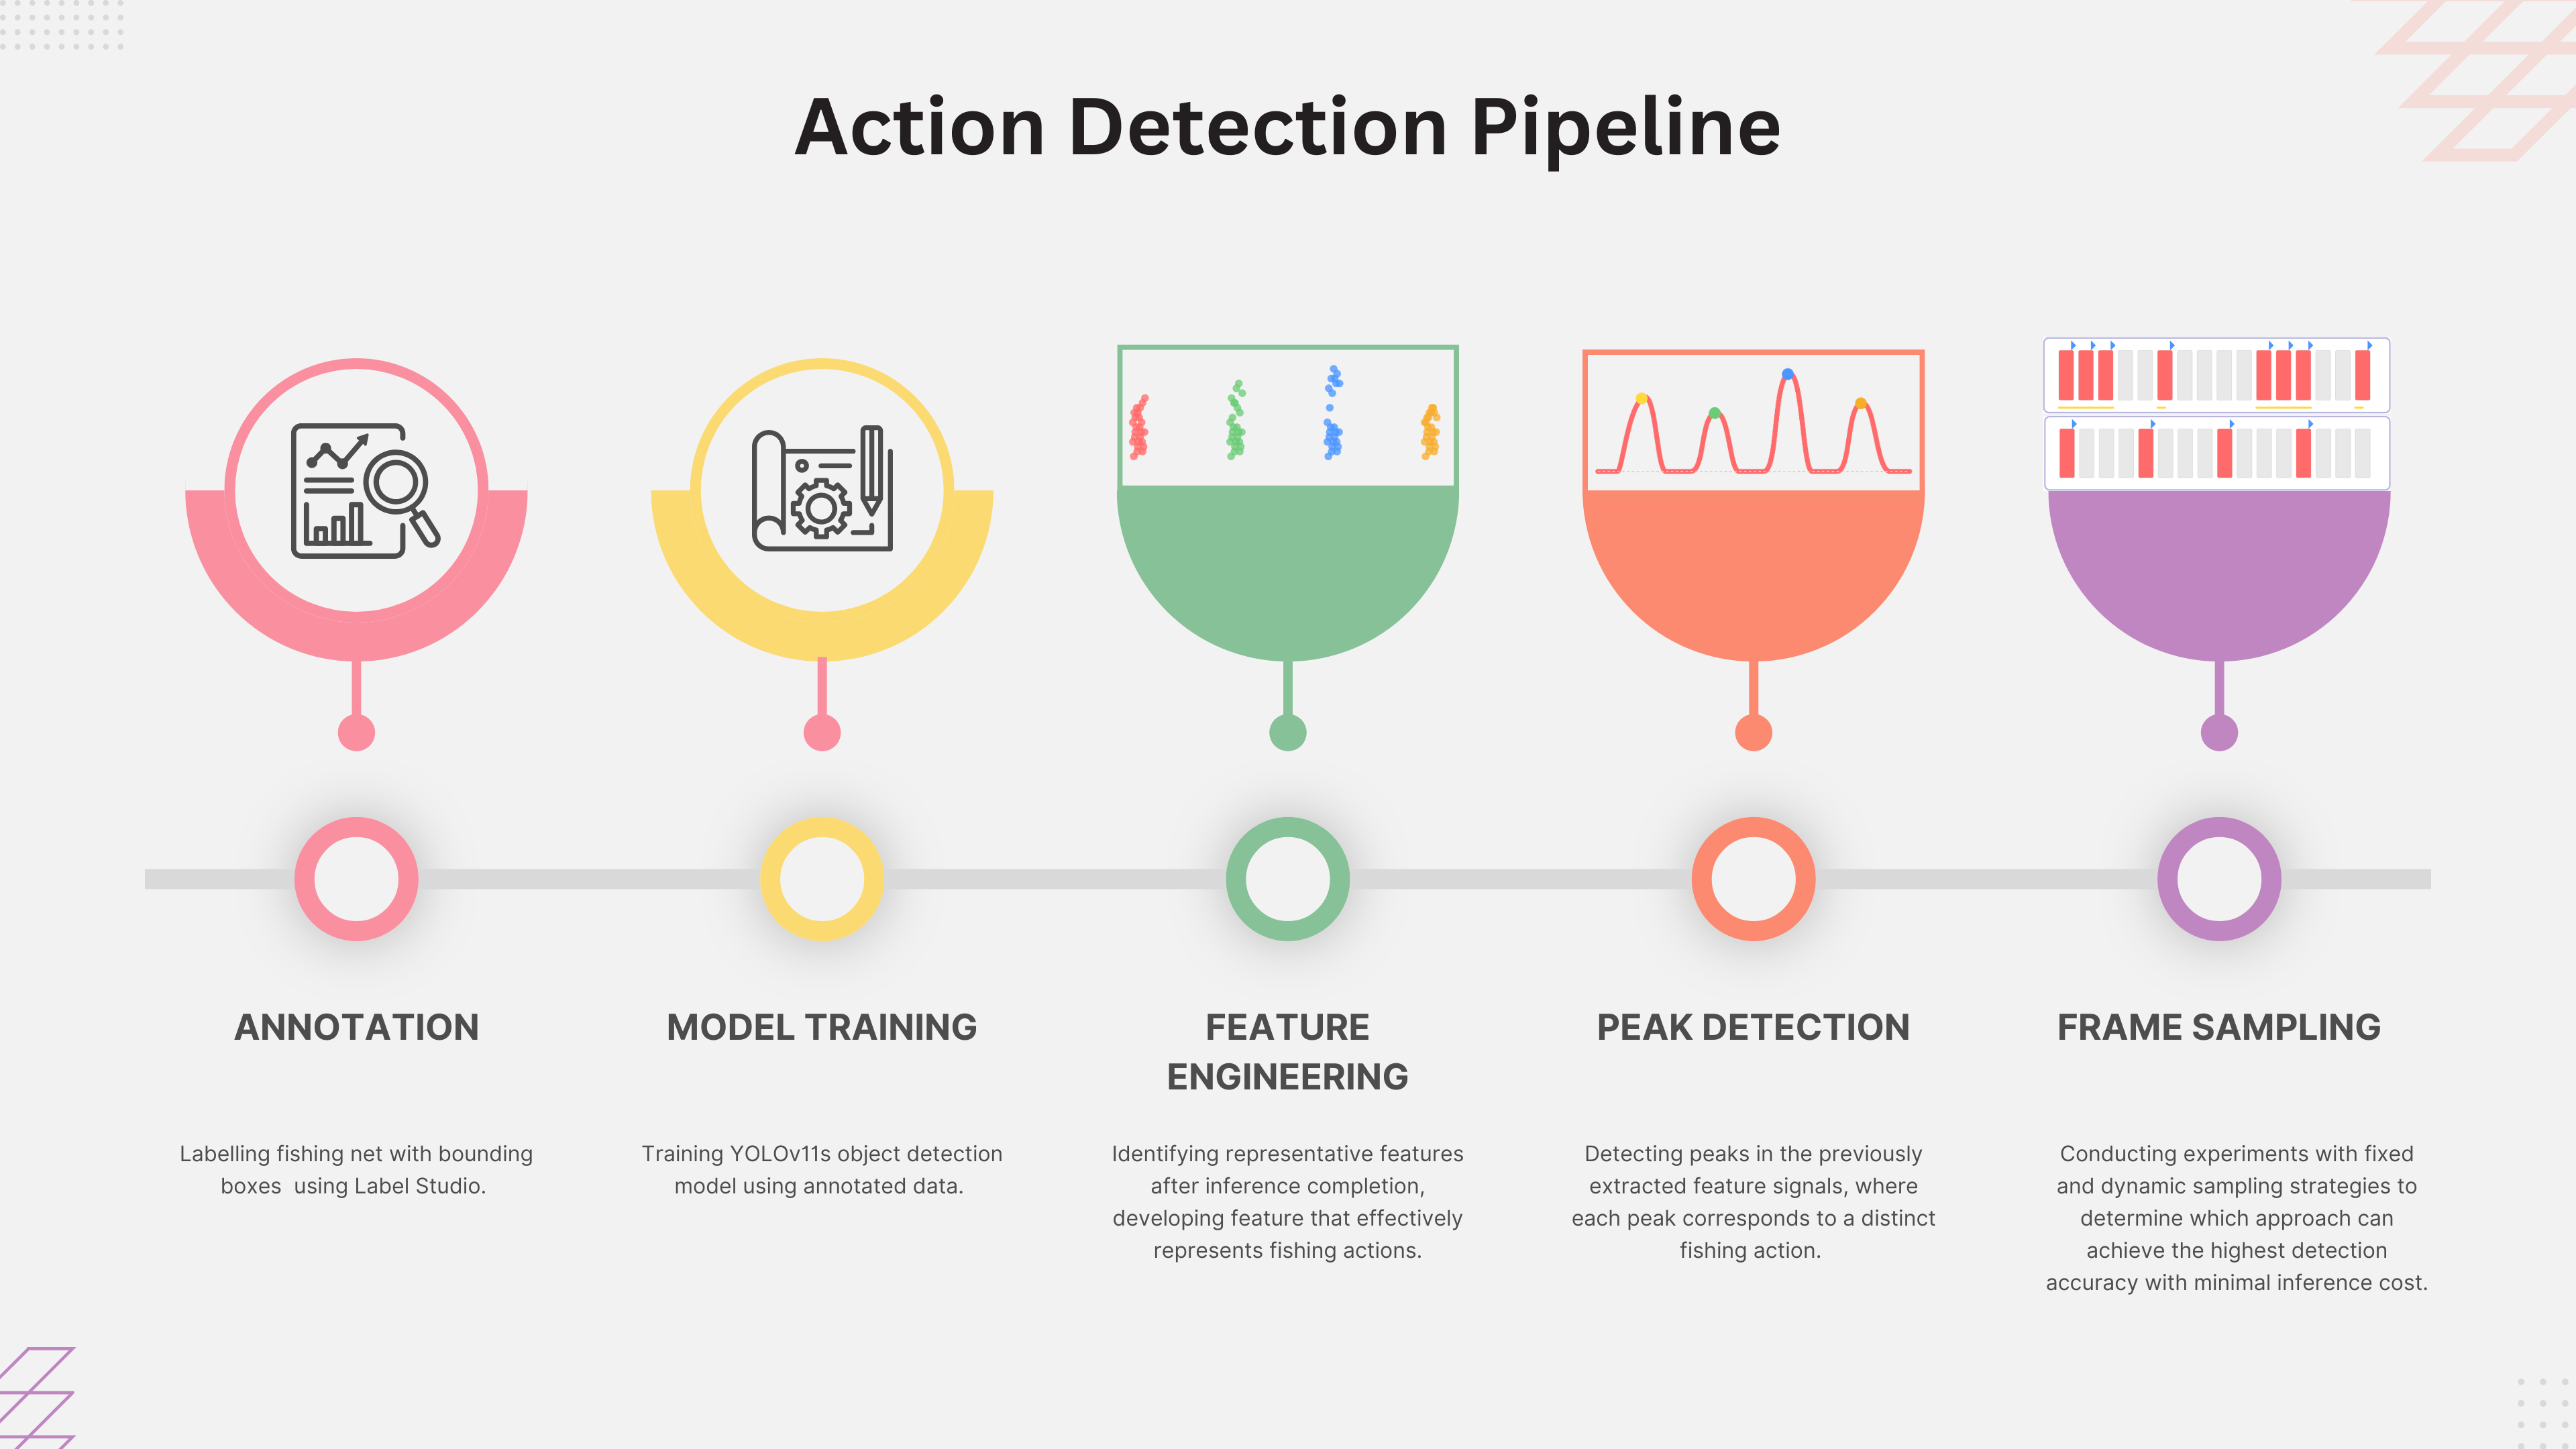 Action Detection Pipeline
ANNOTATION
Labelling fishing net with bounding
boxes  using Label Studio.
MODEL TRAINING
Training YOLOv11s object detection
model using annotated data.
FEATURE
ENGINEERING
Identifying representative features
after inference completion,
developing feature that effectively
represents fishing actions.
PEAK DETECTION
Detecting peaks in the previously
extracted feature signals, where
each peak corresponds to a distinct
fishing action.
FRAME SAMPLING
Conducting experiments with fixed
and dynamic sampling strategies to
determine which approach can
achieve the highest detection
accuracy with minimal inference cost.